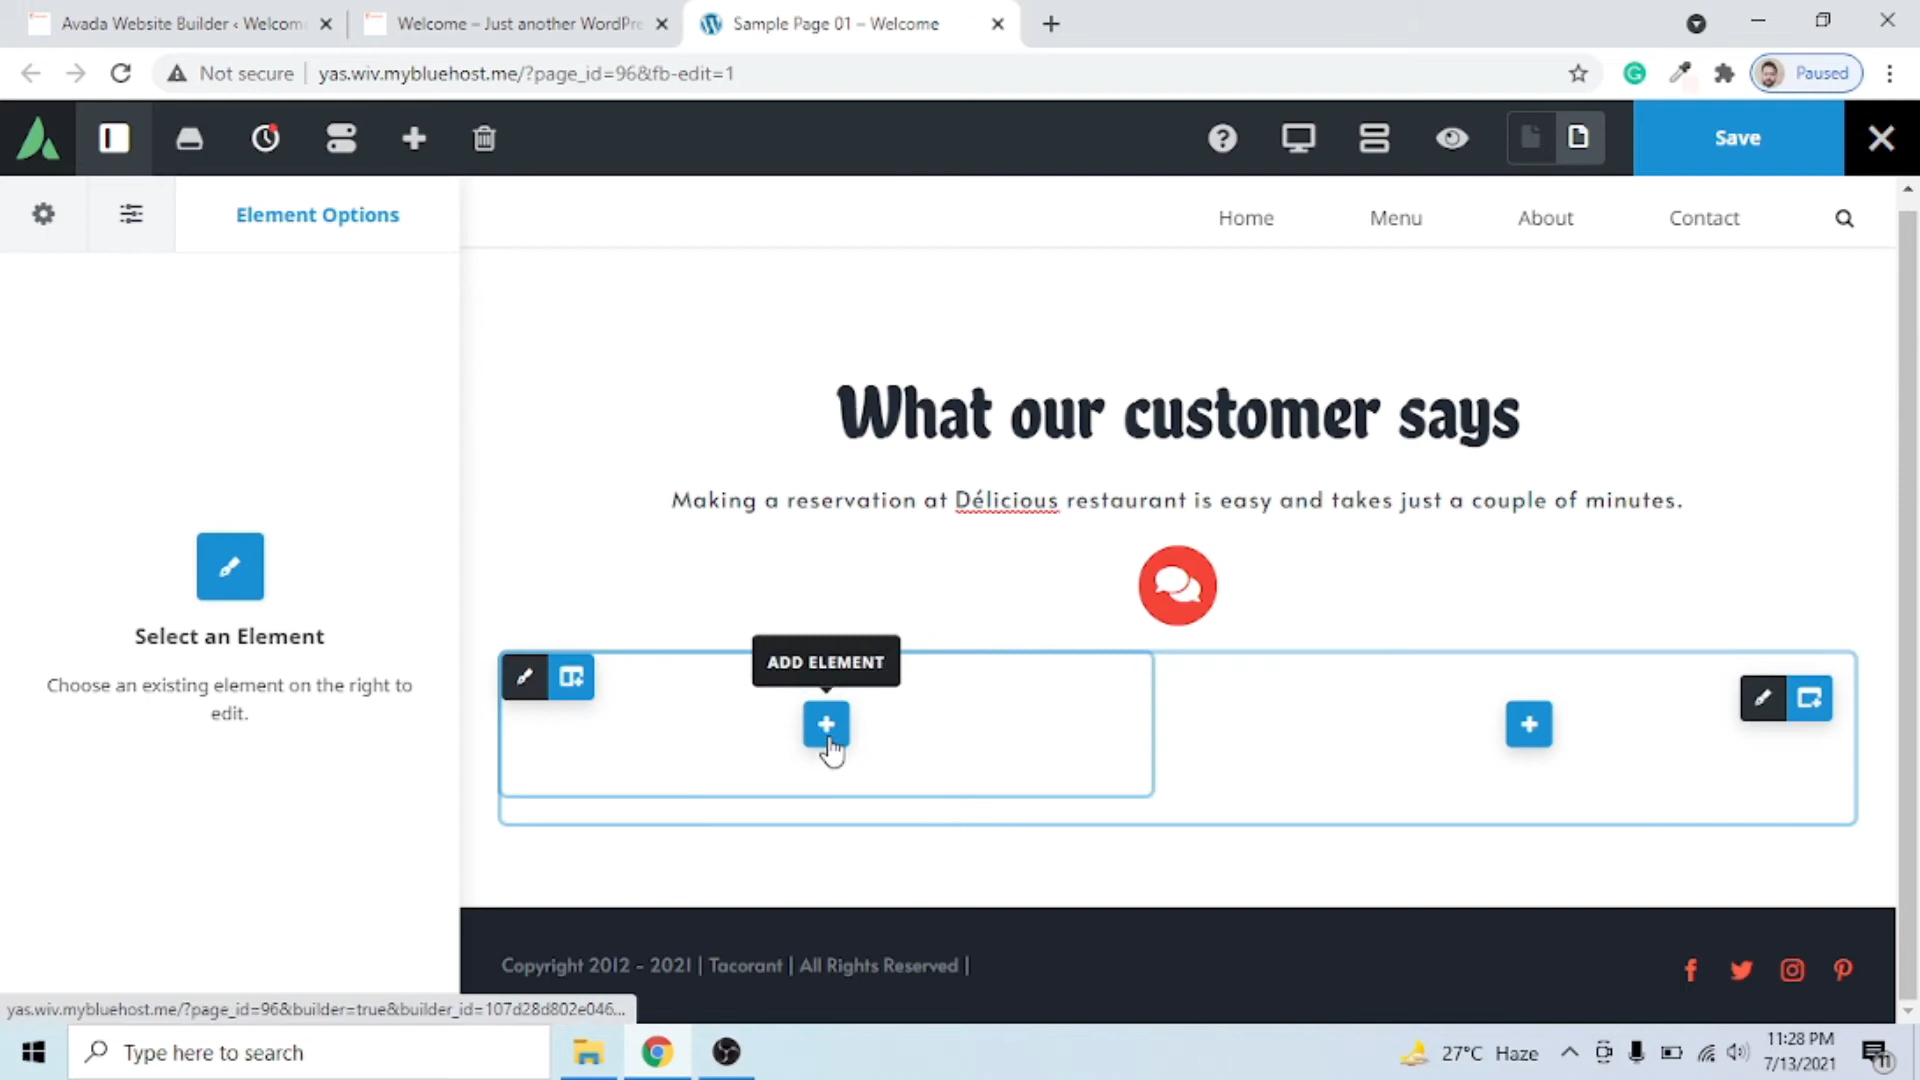 Avada Website Builder ‹ Welcom
Welcome – Just another WordPre
Sample Page 01 – Welcome
Not secure
yas.wiv.mybluehost.me/?page_id=96&fb-edit=1
Paused
Save
Element Options
Home
Menu
About
Contact
What our customer says
Making a reservation at Délicious restaurant is easy and takes just a couple of minutes.
Select an Element
Choose an existing element on the right to
edit.
ADD ELEMENT
Copyright 2012 - 2021 | Tacorant | All Rights Reserved |
yas.wiv.mybluehost.me/?page_id=96&builder=true&builder_id=107d28d802e046...
Type here to search
27°C Haze
11:28 PM
7/13/2021
11